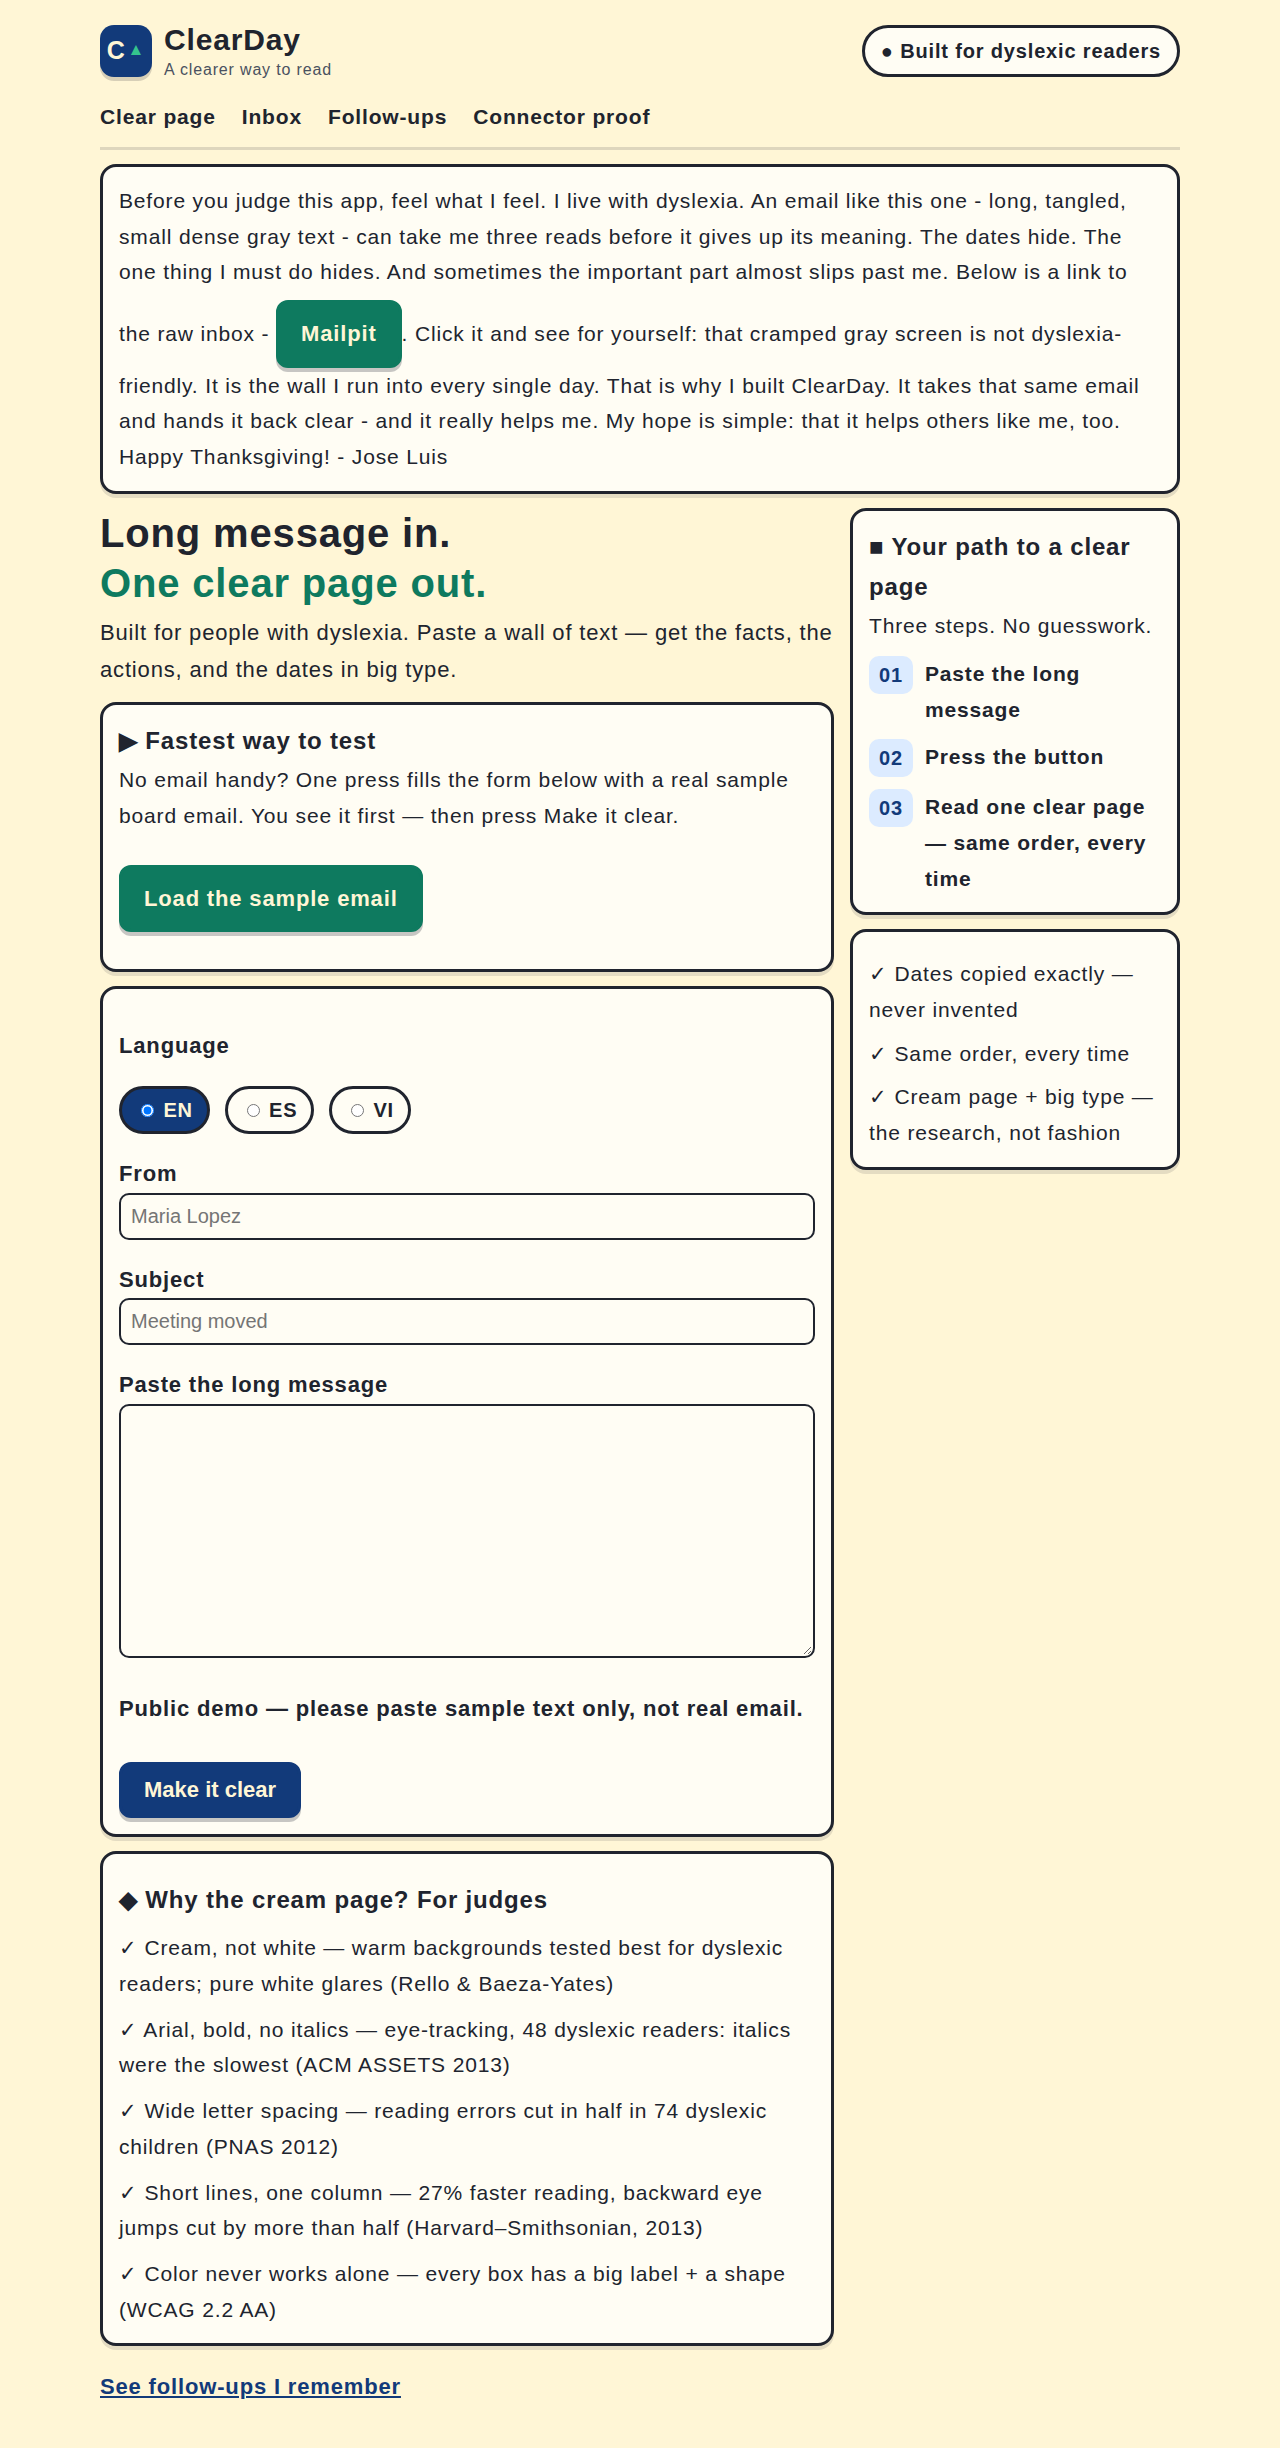 C▲
ClearDay
A clearer way to read
● Built for dyslexic readers
Clear page Inbox Follow-ups Connector proof
Before you judge this app, feel what I feel. I live with dyslexia. An email like this one - long, tangled,
small dense gray text - can take me three reads before it gives up its meaning. The dates hide. The
one thing I must do hides. And sometimes the important part almost slips past me. Below is a link to
the raw inbox - Mailpit . Click it and see for yourself: that cramped gray screen is not dyslexia-
friendly. It is the wall I run into every single day. That is why I built ClearDay. It takes that same email
and hands it back clear - and it really helps me. My hope is simple: that it helps others like me, too.
Happy Thanksgiving! - Jose Luis
Long message in.
One clear page out.
Built for people with dyslexia. Paste a wall of text — get the facts, the
actions, and the dates in big type.
▶ Fastest way to test
No email handy? One press fills the form below with a real sample
board email. You see it first — then press Make it clear.
Load the sample email
Language
EN ES VI
From
Maria Lopez
Subject
Meeting moved
Paste the long message
Public demo — please paste sample text only, not real email.
Make it clear
◆ Why the cream page? For judges
✓ Cream, not white — warm backgrounds tested best for dyslexic
readers; pure white glares (Rello & Baeza-Yates)
✓ Arial, bold, no italics — eye-tracking, 48 dyslexic readers: italics
were the slowest (ACM ASSETS 2013)
✓ Wide letter spacing — reading errors cut in half in 74 dyslexic
children (PNAS 2012)
✓ Short lines, one column — 27% faster reading, backward eye
jumps cut by more than half (Harvard–Smithsonian, 2013)
✓ Color never works alone — every box has a big label + a shape
(WCAG 2.2 AA)
See follow-ups I remember
■ Your path to a clear
page
Three steps. No guesswork.
01 Paste the long
message
02 Press the button
03 Read one clear page
— same order, every
time
✓ Dates copied exactly —
never invented
✓ Same order, every time
✓ Cream page + big type —
the research, not fashion